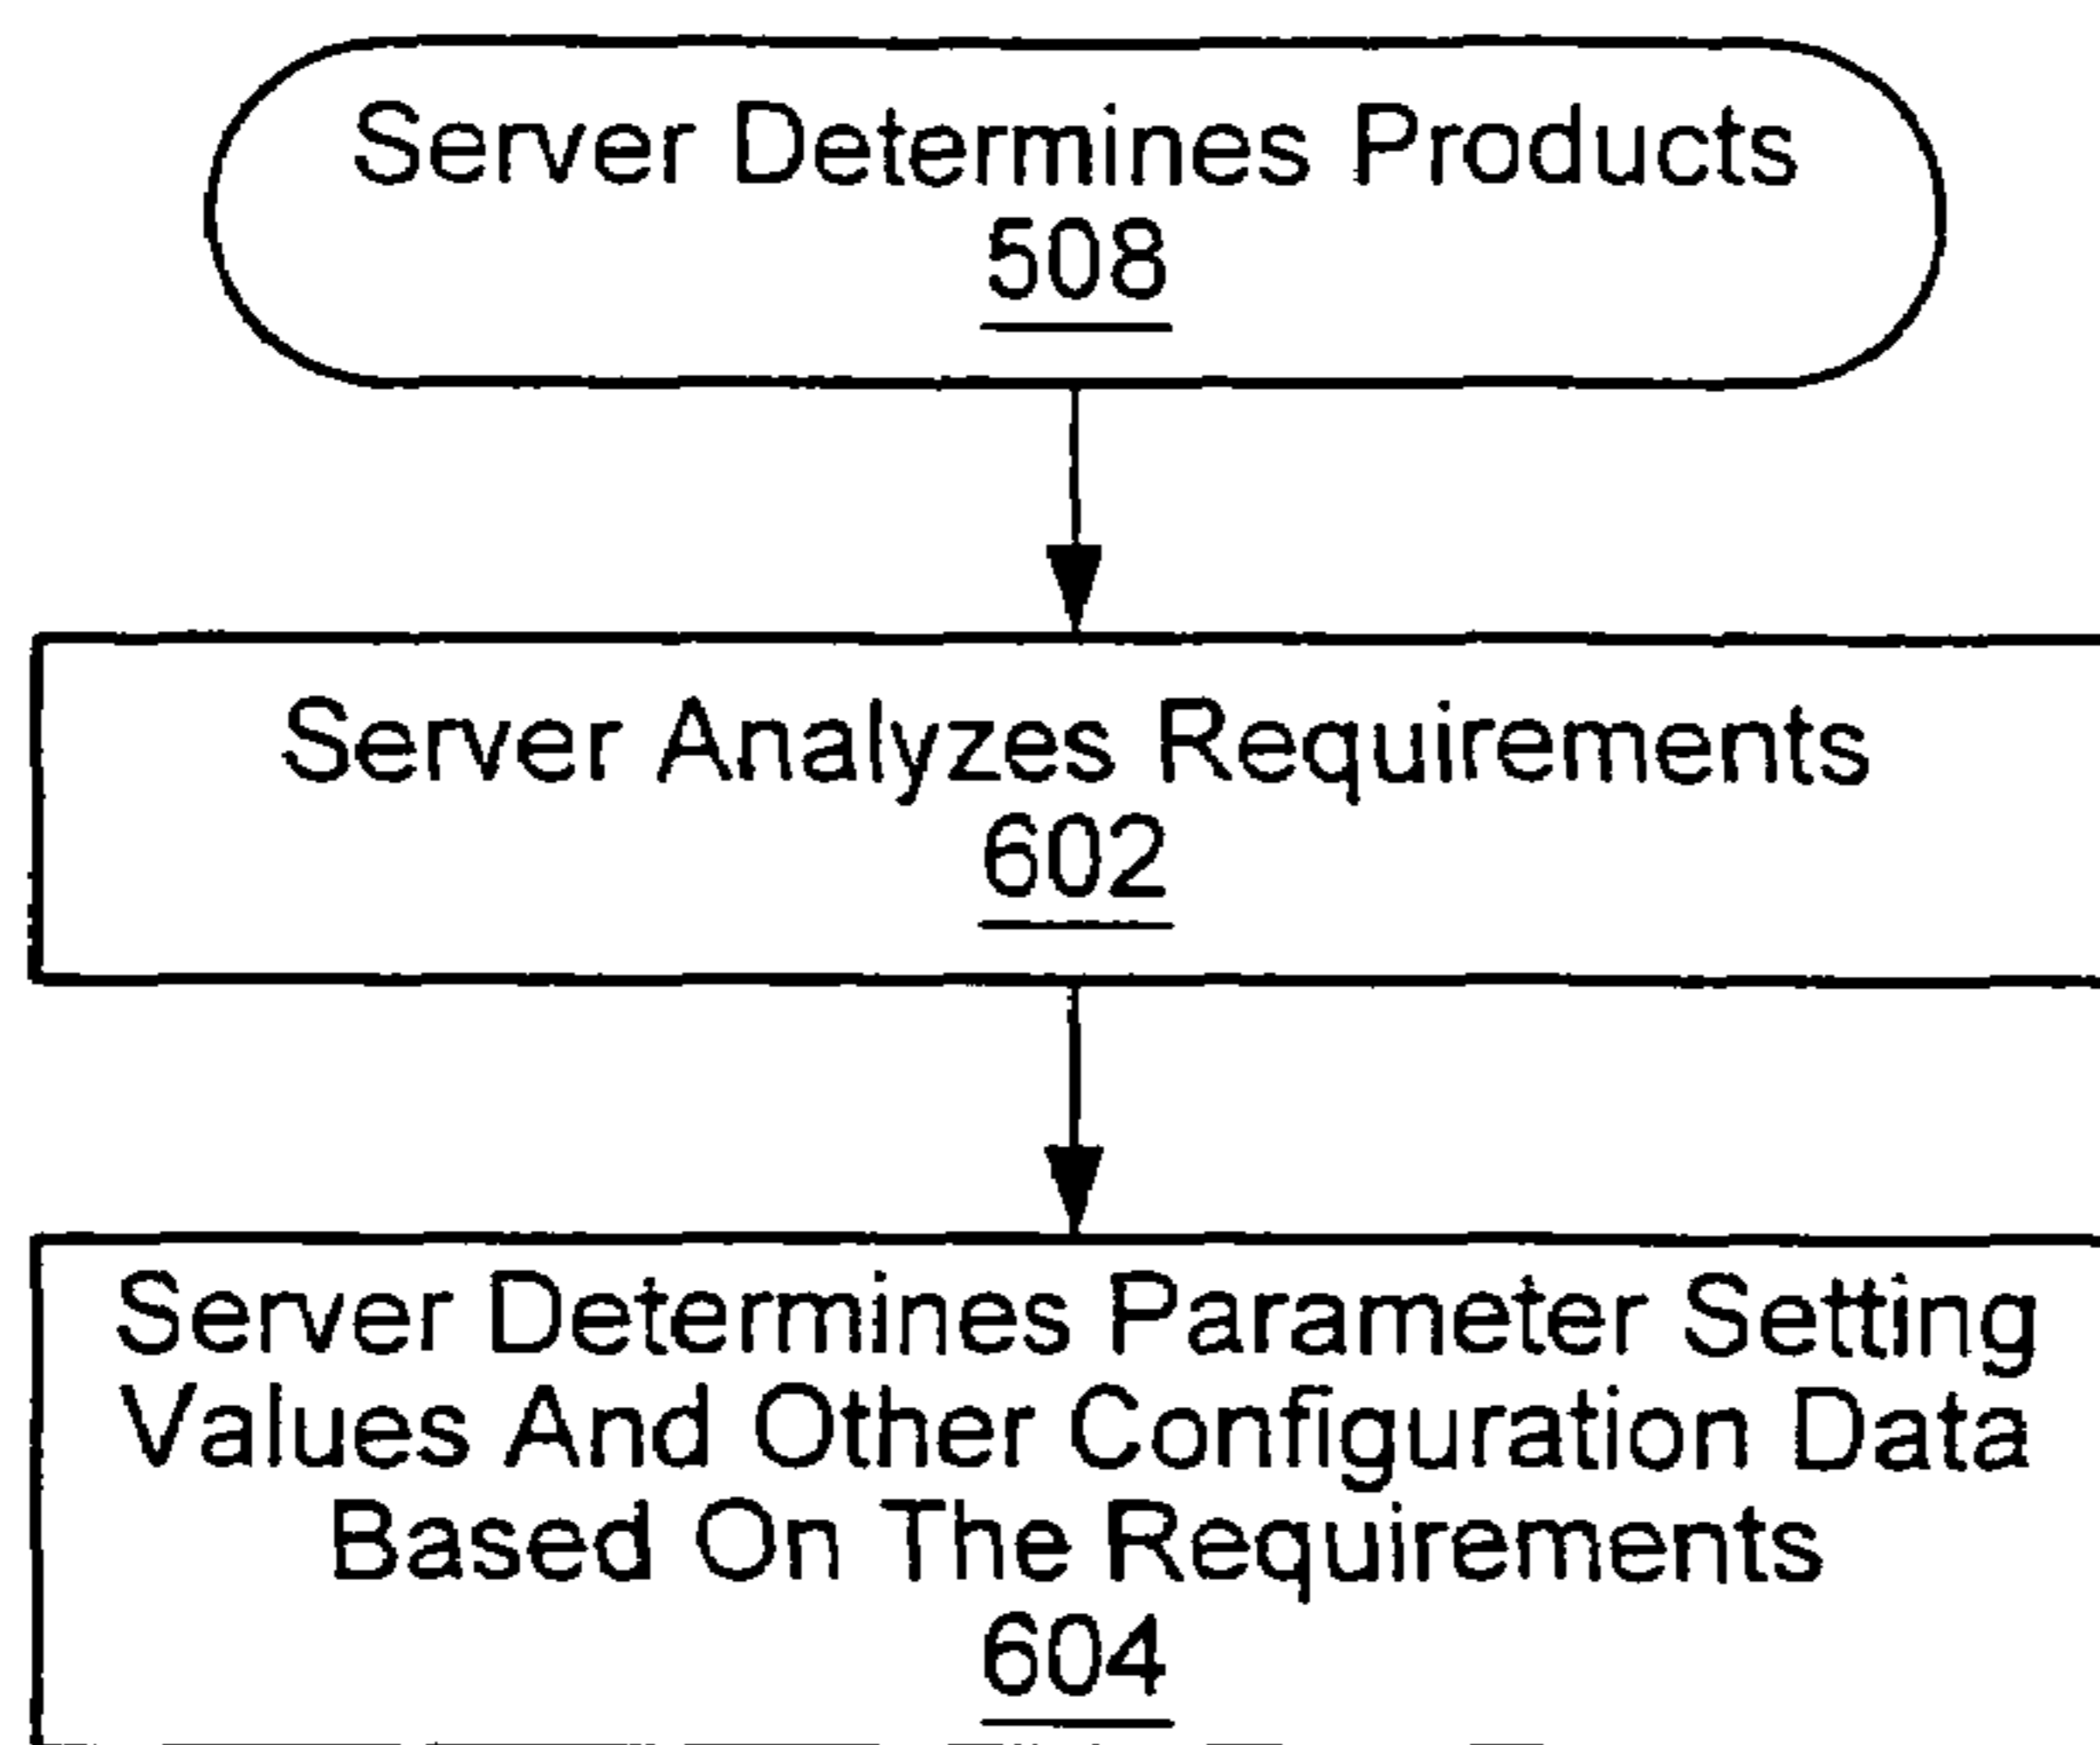 Server Determines Products
508
Server Analyzes Requirements
602
Server Determines Parameter Setting
Values And Other Configuration Data
Based On The Requirements
604